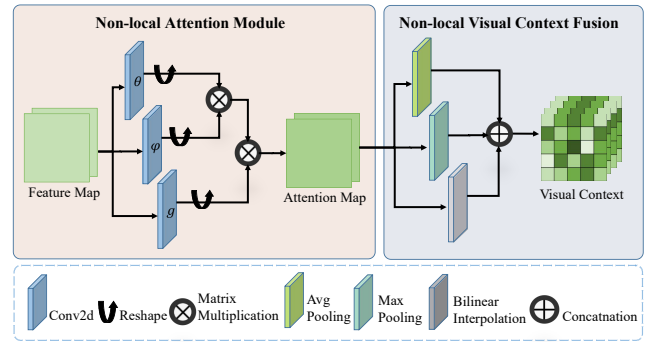 Non-local Attention Module
Non-local Visual Context Fusion
θ
φ
g
Feature Map
Attention Map
Visual Context
Conv2d
Reshape
Matrix
Multiplication
Avg
Pooling
Max
Pooling
Bilinear
Interpolation
Concatnation